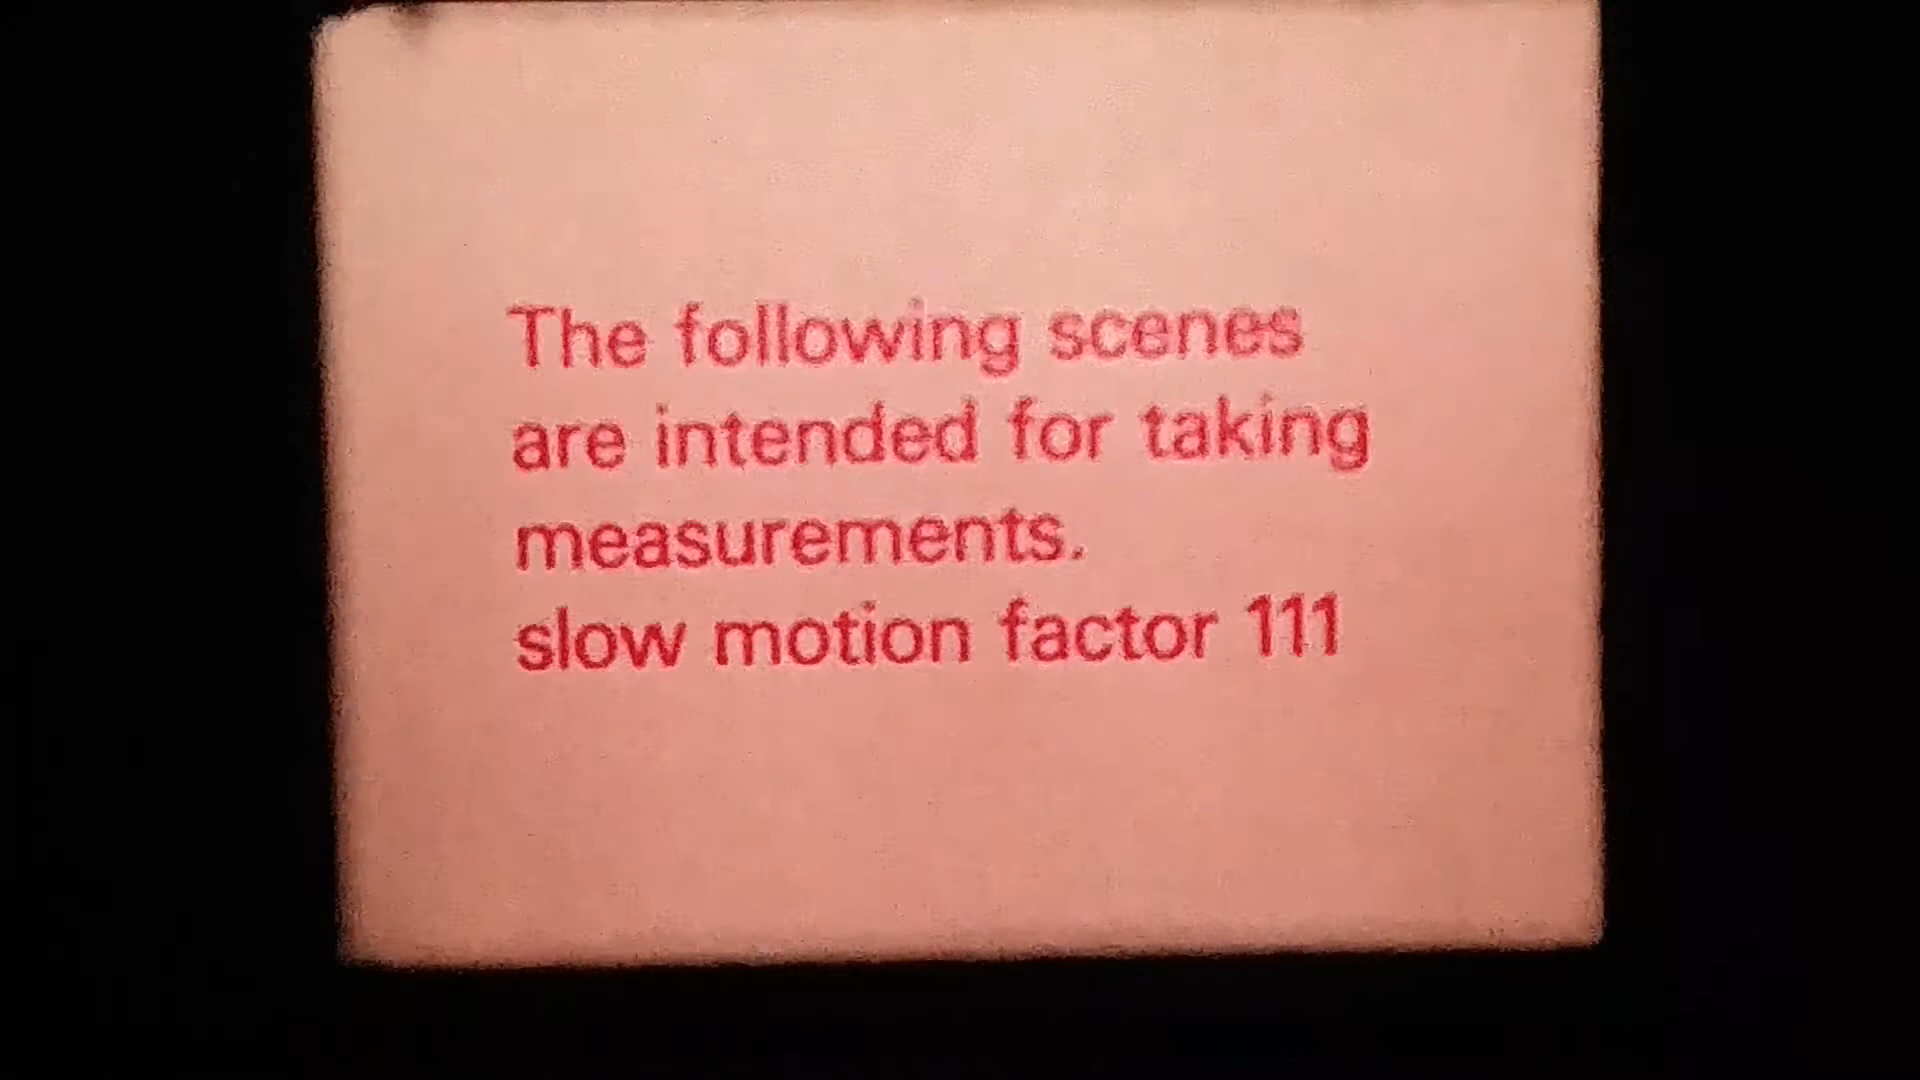 The following scenes
are intended for taking
measurements.
slow motion factor 111